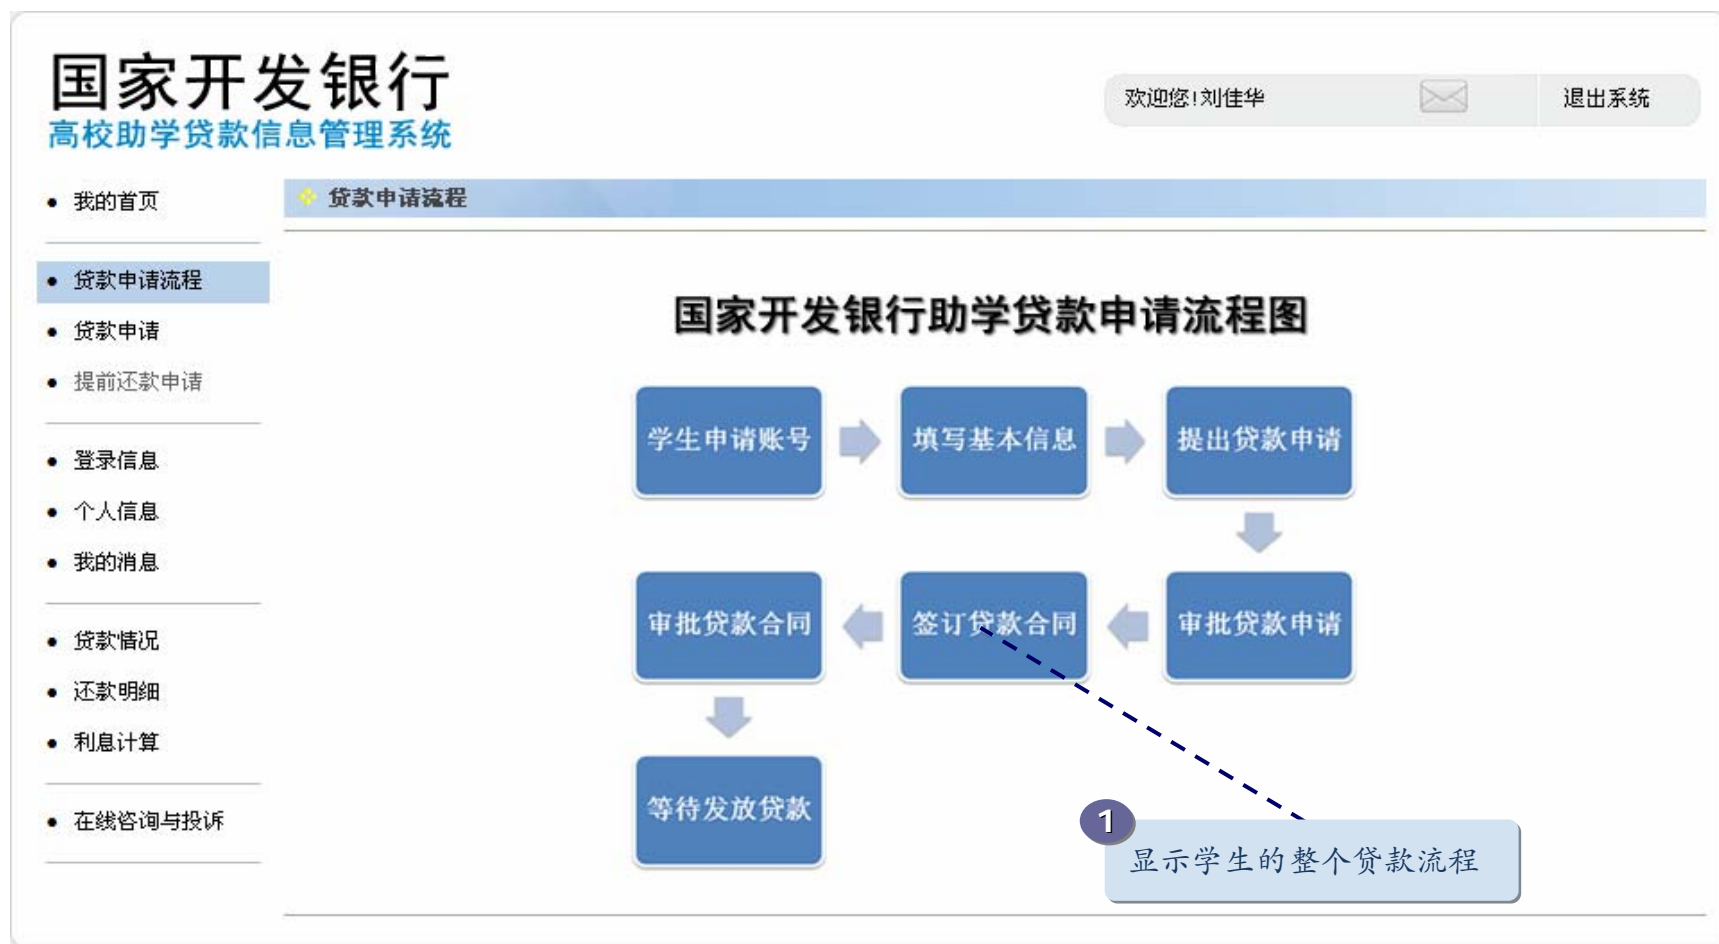 国家开发银行
高校助学贷款信息管理系统
欢迎您!刘佳华
退出系统
我的首页
贷款申请流程
贷款申请
提前还款申请
登录信息
个人信息
我的消息
贷款情况
还款明细
利息计算
在线咨询与投诉
贷款申请流程
国家开发银行助学贷款申请流程图
学生申请账号
填写基本信息
提出贷款申请
审批贷款合同
签订贷款合同
审批贷款申请
等待发放贷款
1
显示学生的整个贷款流程